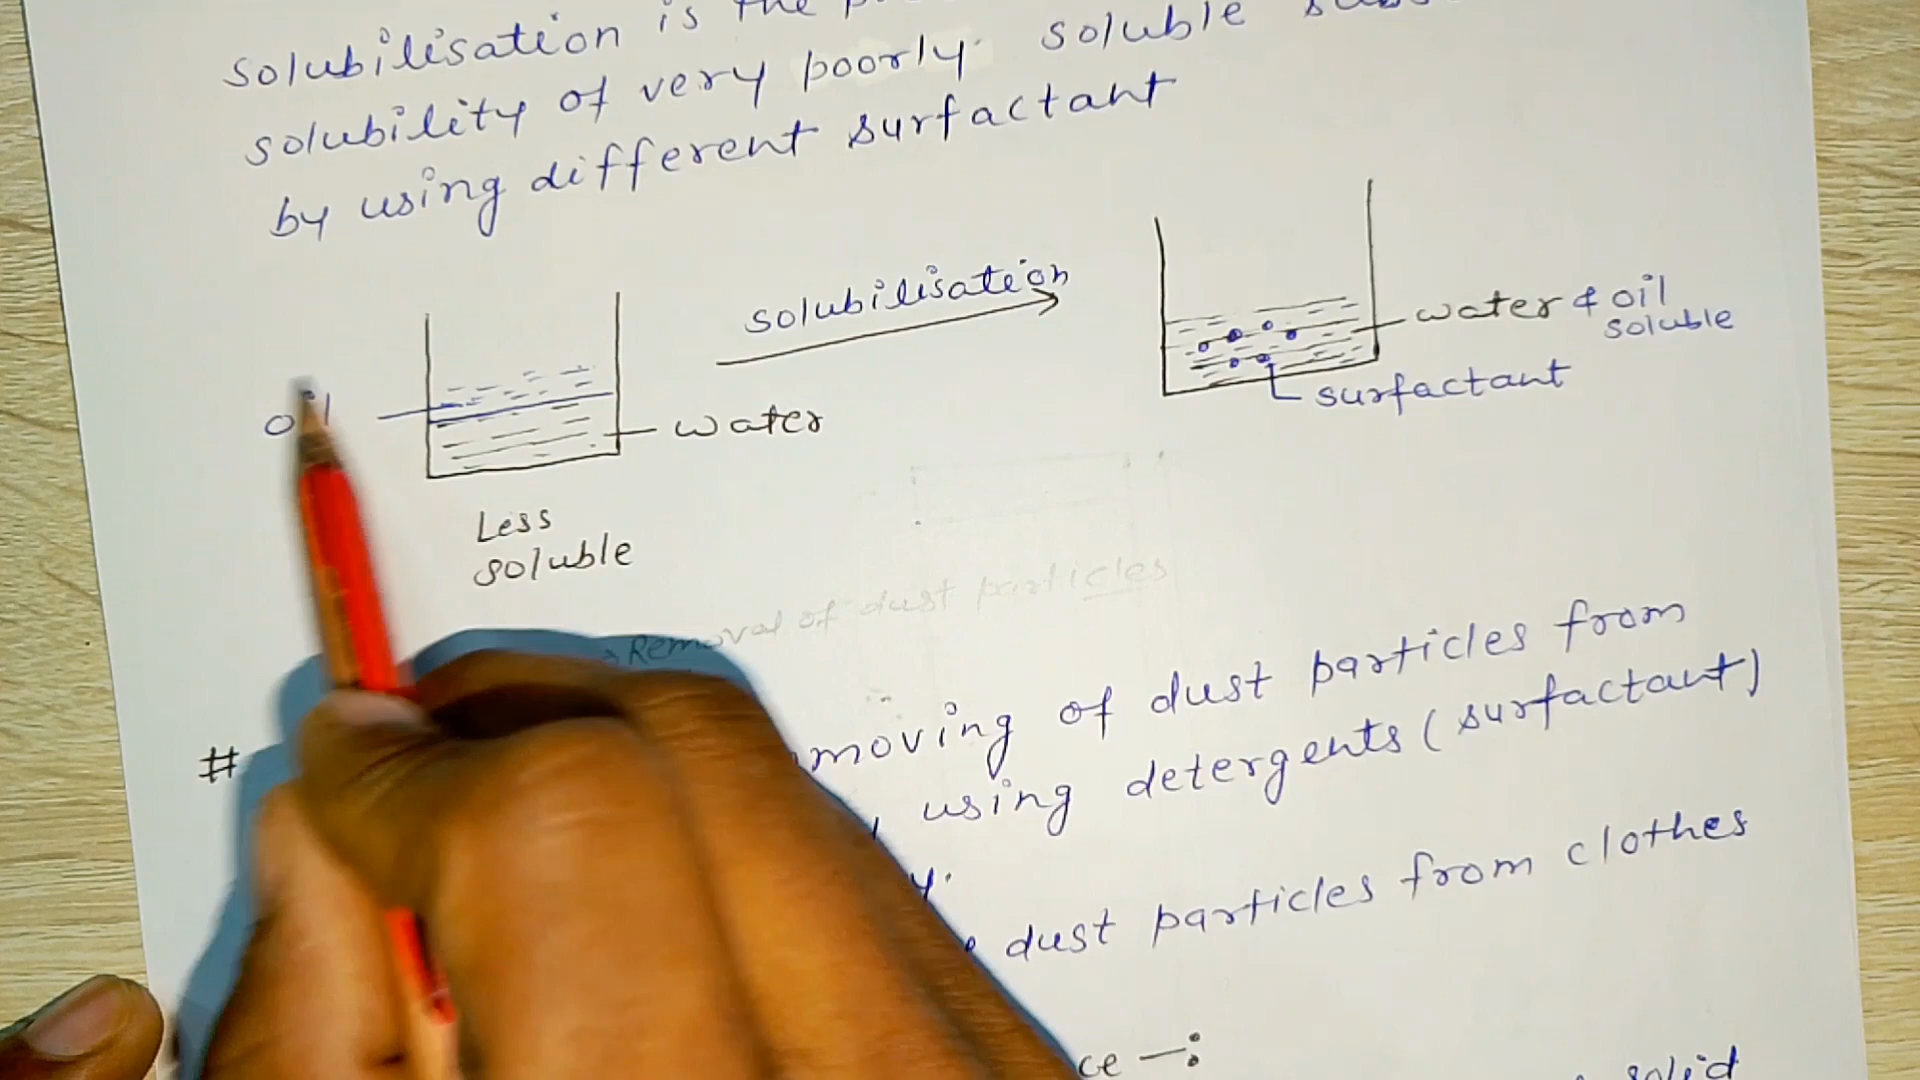 Solubilisation is the
solubility of very poorly soluble
by using different surfactant
solubilisation
water & oil
soluble
surfactant
oil
water
Less
soluble
Removal of dust particles
# moving of dust particles from
using detergents (surfactant)
dust particles from clothes
ce —:
solid